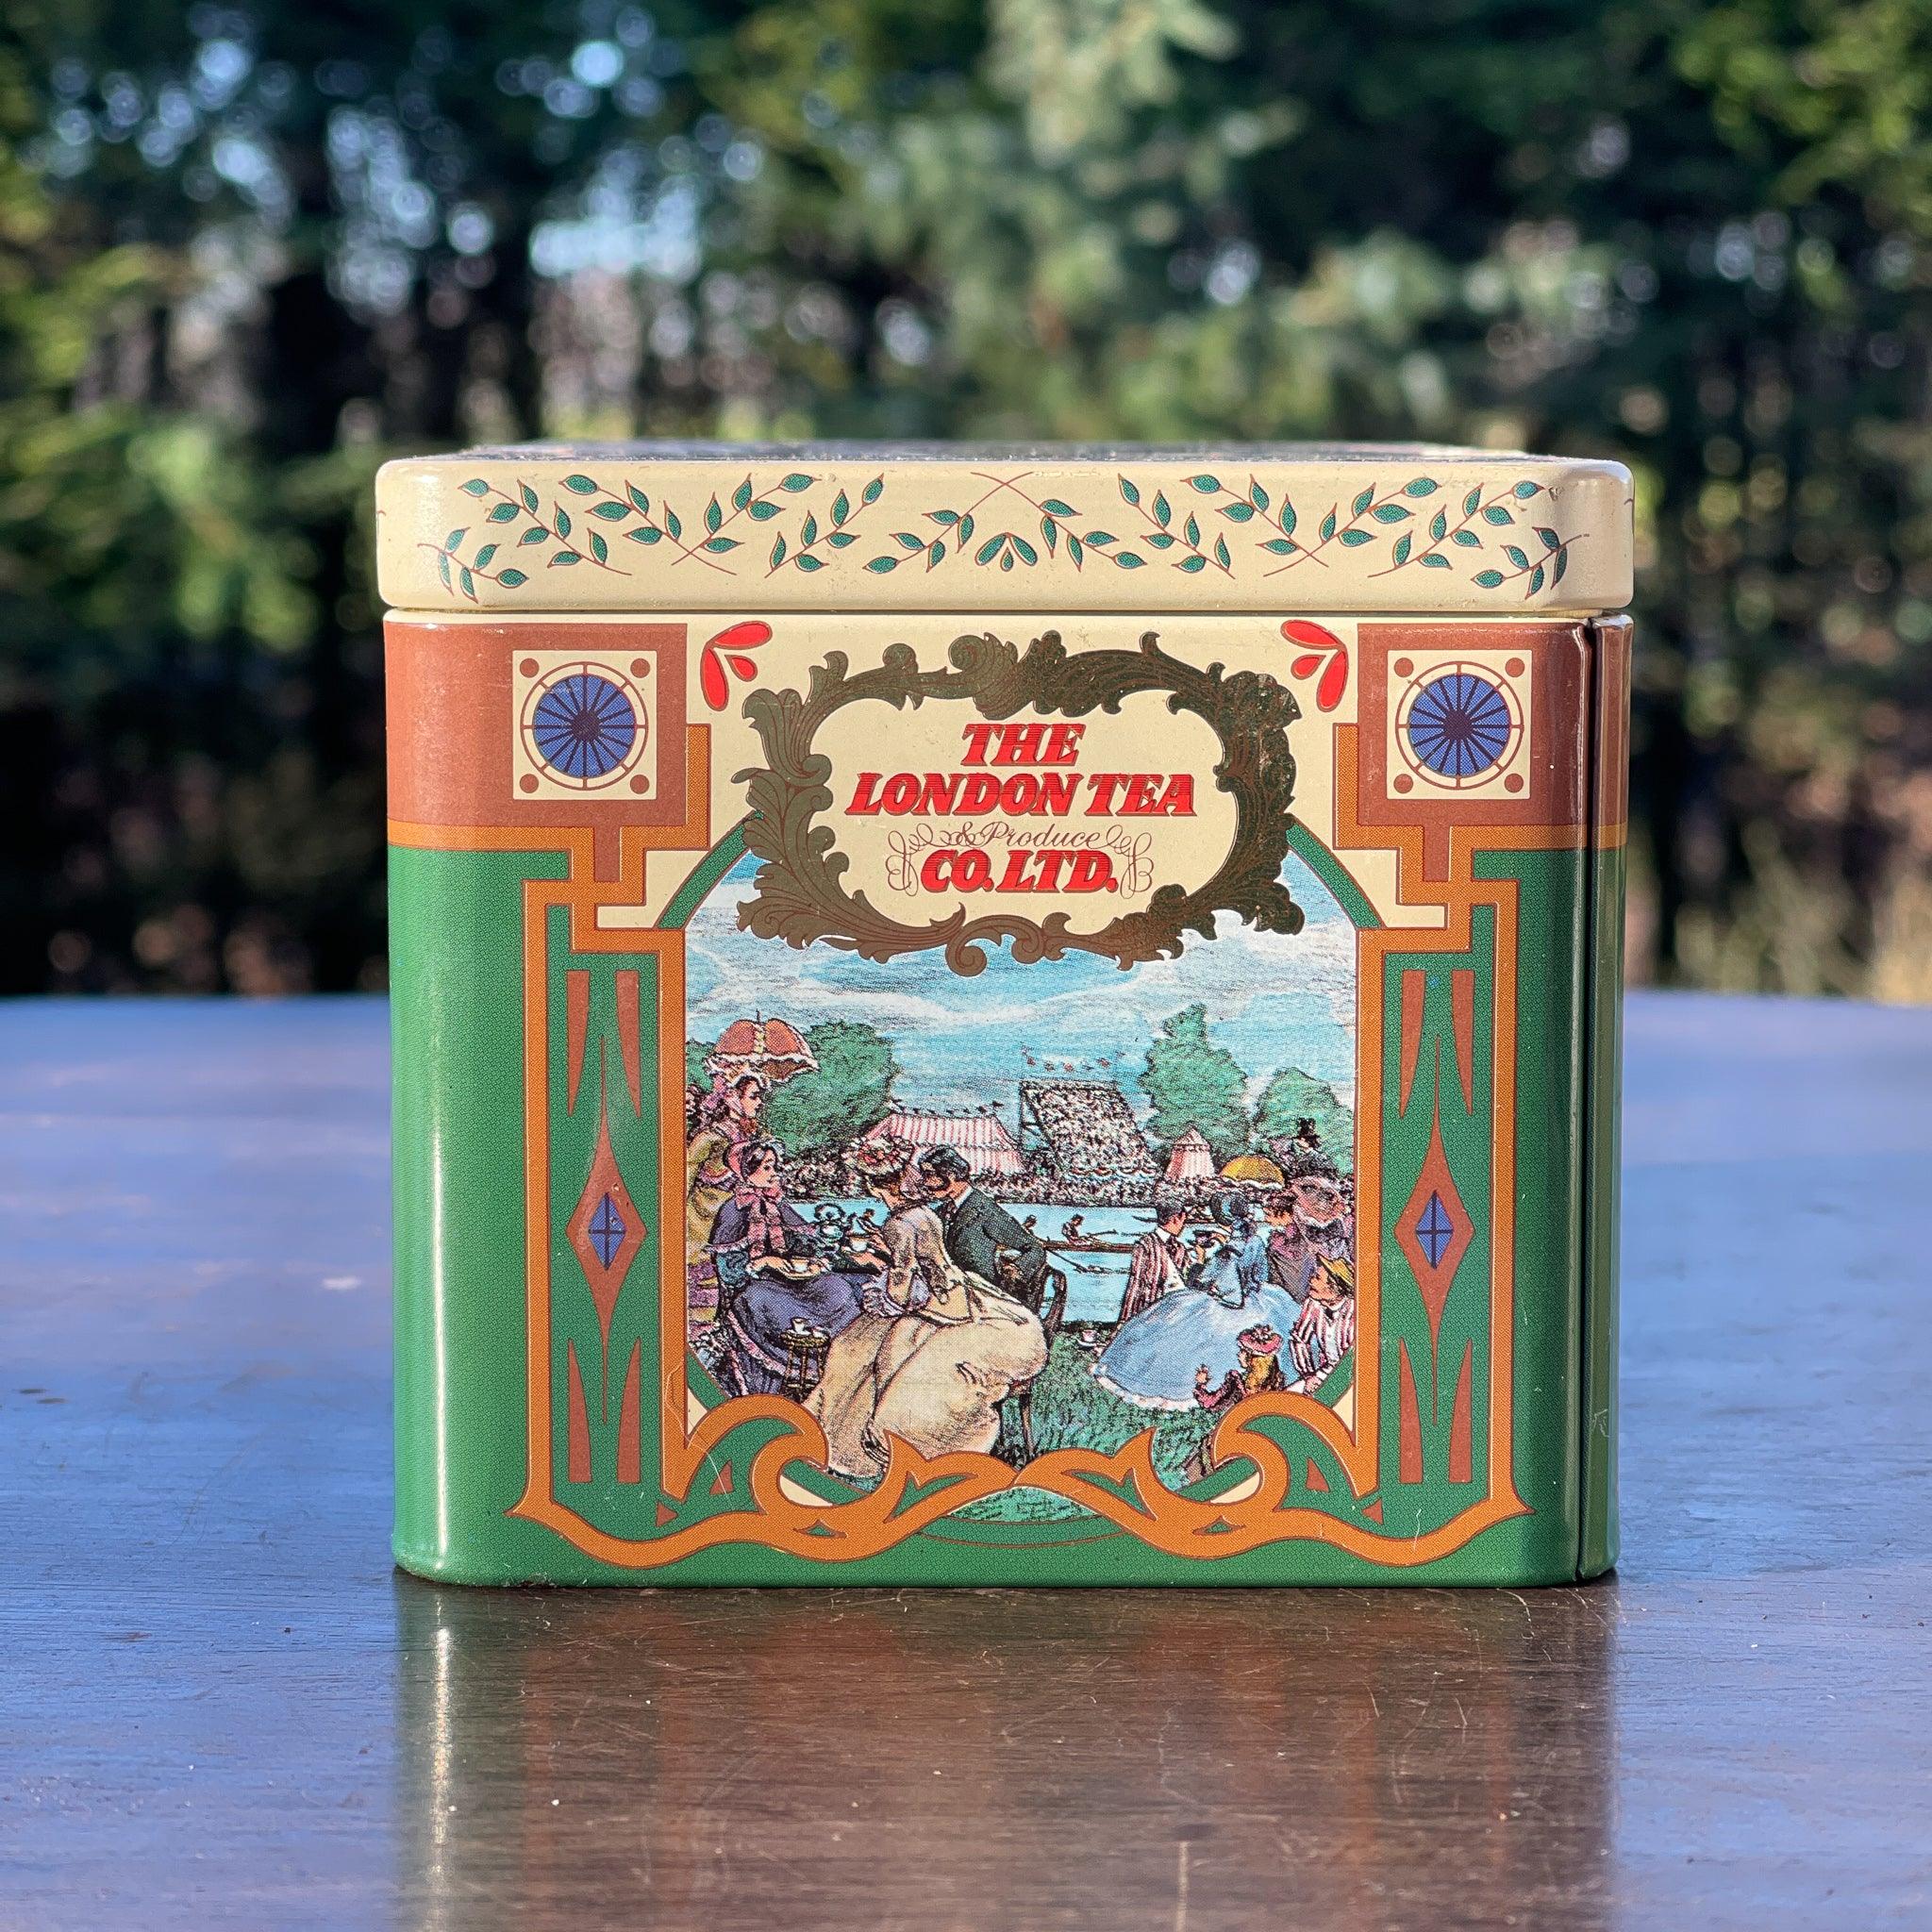 THE
LONDON TEA
& Produce
CO. LTD.